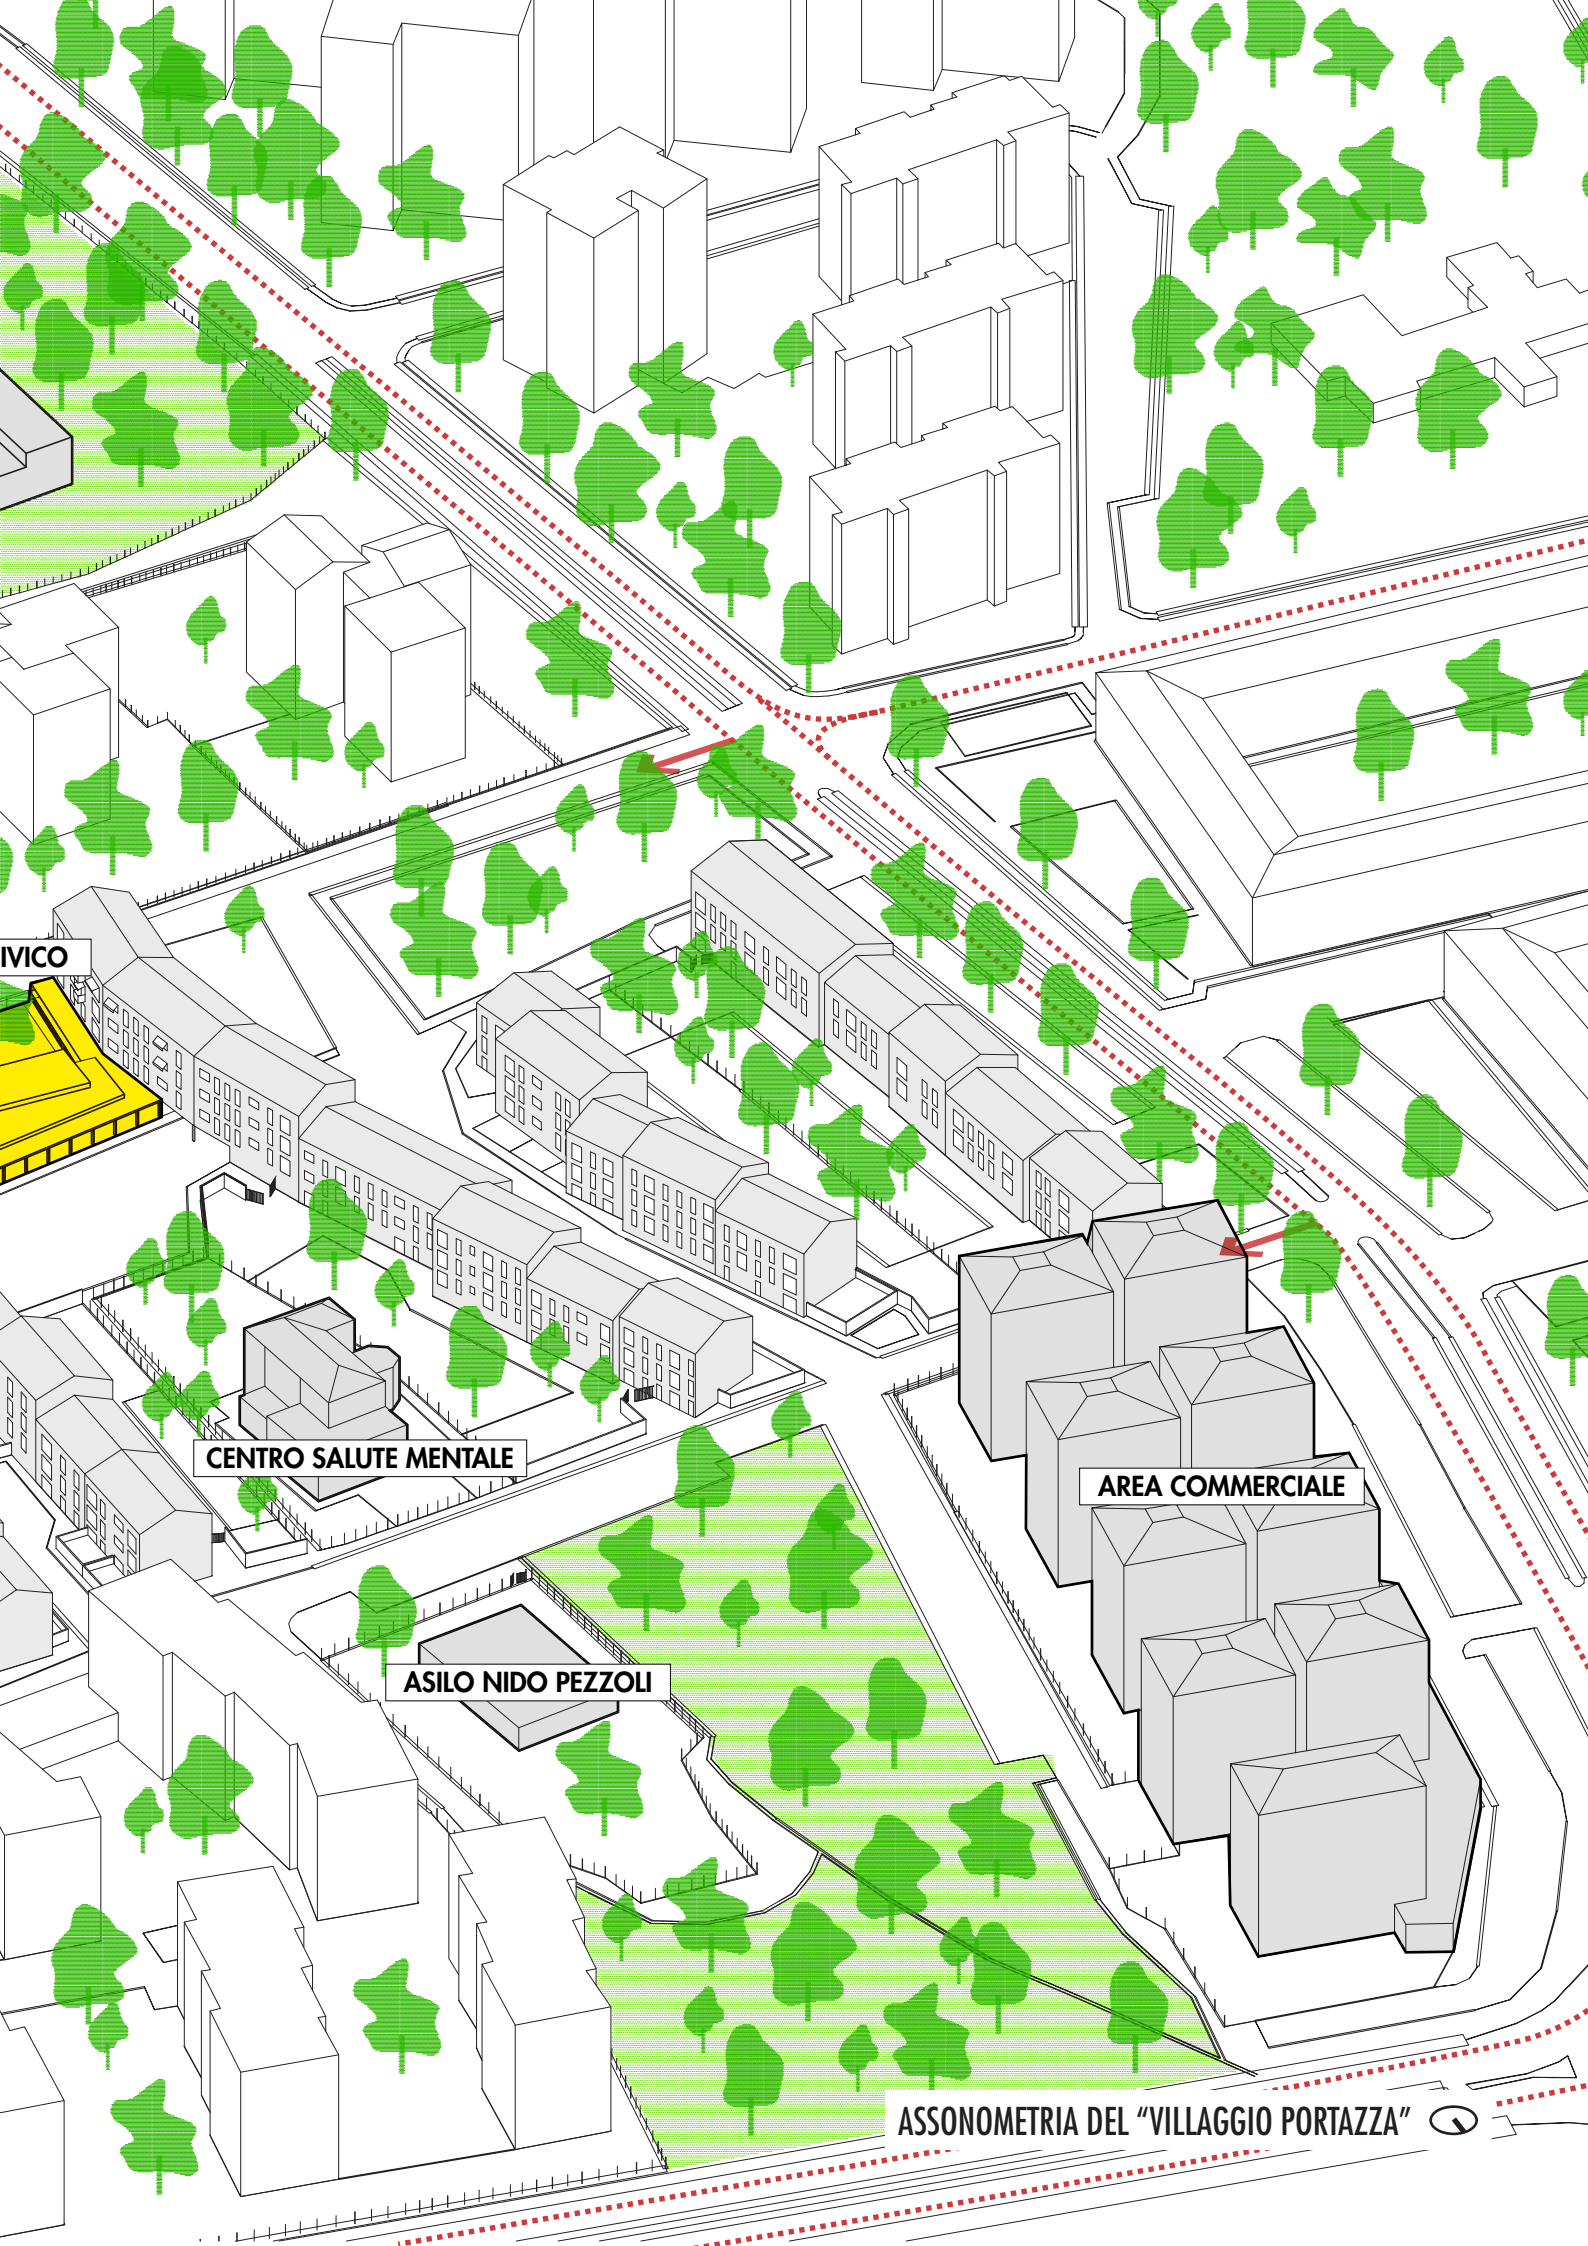 IVICO
CENTRO SALUTE MENTALE
AREA COMMERCIALE
ASILO NIDO PEZZOLI
ASSONOMETRIA DEL “VILLAGGIO PORTAZZA”